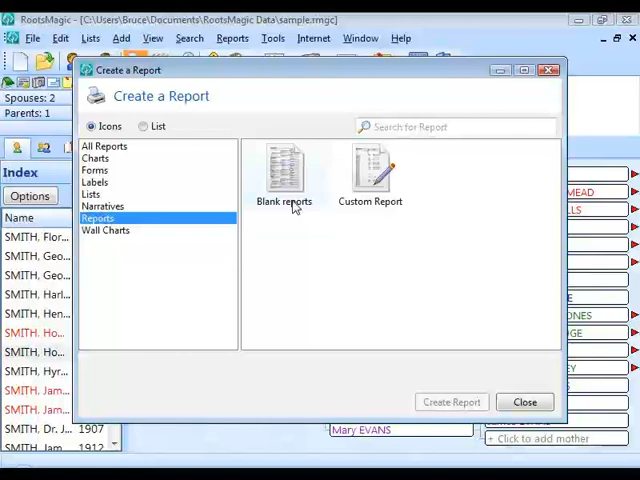 RootsMagic - [C:\Users\Bruce\Documents\RootsMagic Data\sample.rmgc]
File Edit Lists Add View Search Reports Tools Internet Window Help
Create a Report
Create a Report
Icons List
Search for Report
All Reports
Charts
Forms
Labels
Lists
Narratives
Reports
Wall Charts
Blank reports
Custom Report
Create Report
Close
Spouses: 2
Parents: 1
Index
Options
Name
SMITH, Flor...
SMITH, Geo...
SMITH, Geo...
SMITH, Harl...
SMITH, Hen...
SMITH, Ho...
SMITH, Ho...
SMITH, Hyr...
SMITH, Jam...
SMITH, Jam...
SMITH, Dr. J... 1907
SMITH, Jam... 1912
MEAD
LLS
E
ONES
GE
EY
Mary EVANS
+ Click to add mother